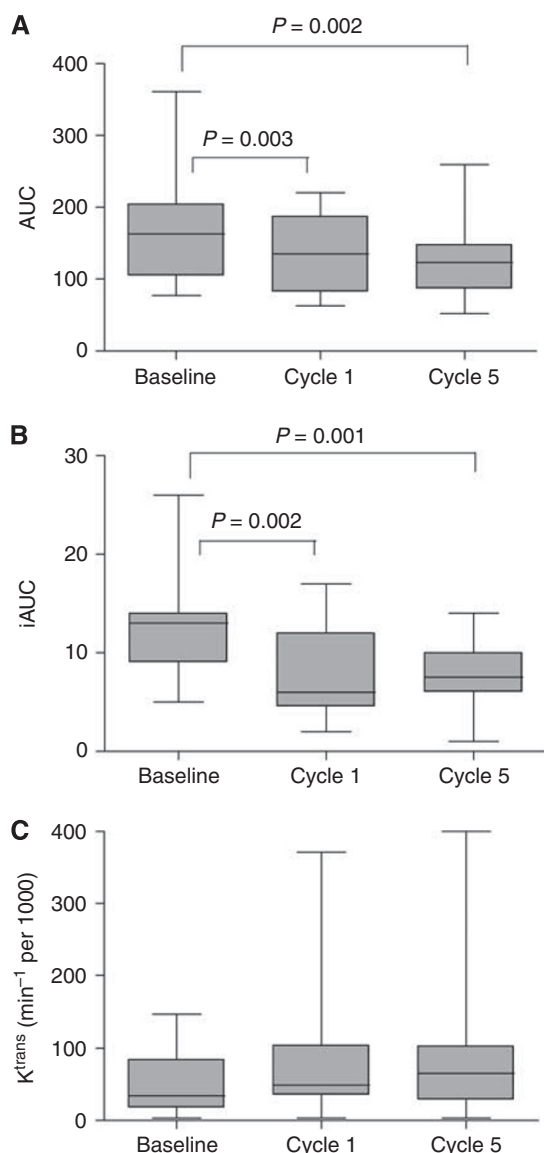 A
P = 0.002
P = 0.003
AUC
400
300
200
100
0
Baseline Cycle 1 Cycle 5
B
P = 0.001
P = 0.002
iAUC
30
20
10
0
Baseline Cycle 1 Cycle 5
C
K^trans (min⁻¹ per 1000)
400
300
200
100
0
Baseline Cycle 1 Cycle 5